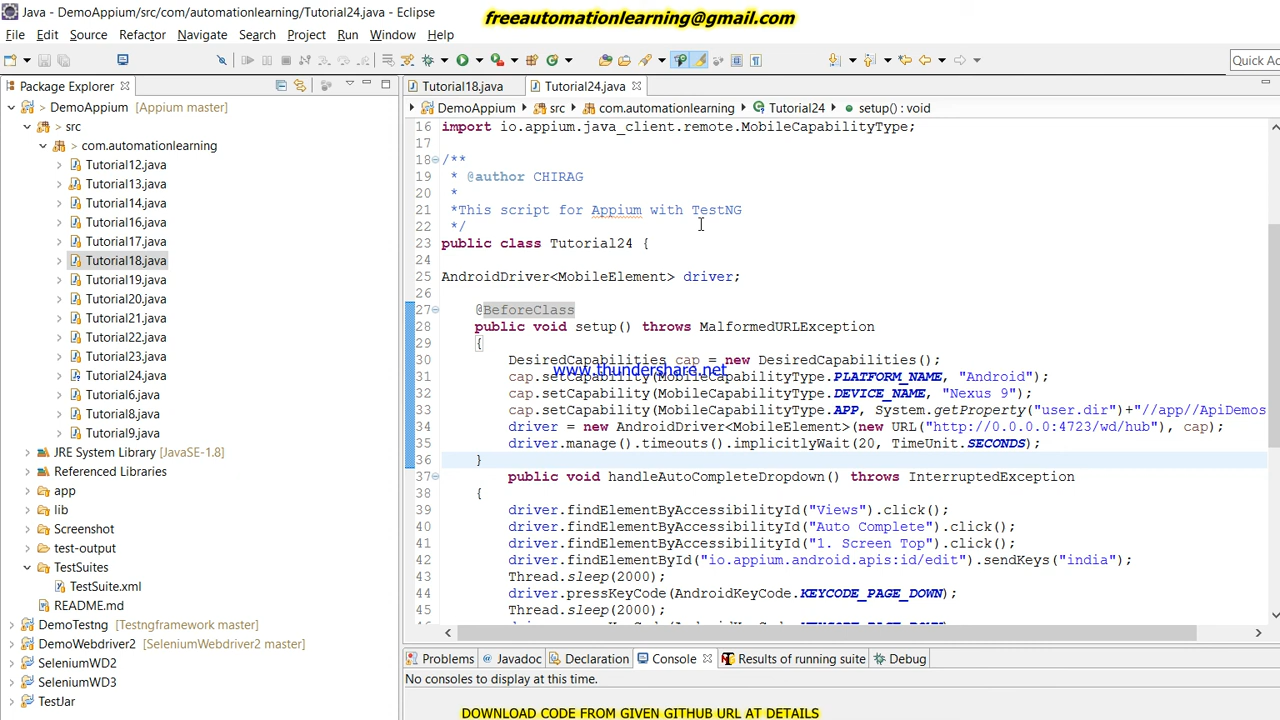 Java - DemoAppium/src/com/automationlearning/Tutorial24.java - Eclipse
freeautomationlearning@gmail.com
File Edit Source Refactor Navigate Search Project Run Window Help
Quick Ac
Package Explorer
Tutorial18.java
Tutorial24.java
> DemoAppium [Appium master]
> src
> com.automationlearning
Tutorial12.java
Tutorial13.java
Tutorial14.java
Tutorial16.java
Tutorial17.java
Tutorial18.java
Tutorial19.java
Tutorial20.java
Tutorial21.java
Tutorial22.java
Tutorial23.java
Tutorial24.java
Tutorial6.java
Tutorial8.java
Tutorial9.java
JRE System Library [JavaSE-1.8]
Referenced Libraries
app
lib
Screenshot
test-output
TestSuites
TestSuite.xml
README.md
DemoTestng [Testngframework master]
DemoWebdriver2 [SeleniumWebdriver2 master]
SeleniumWD2
SeleniumWD3
TestJar
DemoAppium src com.automationlearning Tutorial24 setup() : void
16 import io.appium.java_client.remote.MobileCapabilityType;
17
18 /**
19 * @author CHIRAG
20 *
21 *This script for Appium with TestNG
22 */
23 public class Tutorial24 {
24
25 AndroidDriver<MobileElement> driver;
26
27 @BeforeClass
28 public void setup() throws MalformedURLException
29 {
30 DesiredCapabilities cap = new DesiredCapabilities();
www.thundershare.net
31 cap.setCapability(MobileCapabilityType.PLATFORM_NAME, "Android");
32 cap.setCapability(MobileCapabilityType.DEVICE_NAME, "Nexus 9");
33 cap.setCapability(MobileCapabilityType.APP, System.getProperty("user.dir")+"//app//ApiDemos
34 driver = new AndroidDriver<MobileElement>(new URL("http://0.0.0.0:4723/wd/hub"), cap);
35 driver.manage().timeouts().implicitlyWait(20, TimeUnit.SECONDS);
36 }
37 public void handleAutoCompleteDropdown() throws InterruptedException
38 {
39 driver.findElementByAccessibilityId("Views").click();
40 driver.findElementByAccessibilityId("Auto Complete").click();
41 driver.findElementByAccessibilityId("1. Screen Top").click();
42 driver.findElementById("io.appium.android.apis:id/edit").sendKeys("india");
43 Thread.sleep(2000);
44 driver.pressKeyCode(AndroidKeyCode.KEYCODE_PAGE_DOWN);
45 Thread.sleep(2000);
Problems @ Javadoc Declaration Console Results of running suite Debug
No consoles to display at this time.
DOWNLOAD CODE FROM GIVEN GITHUB URL AT DETAILS